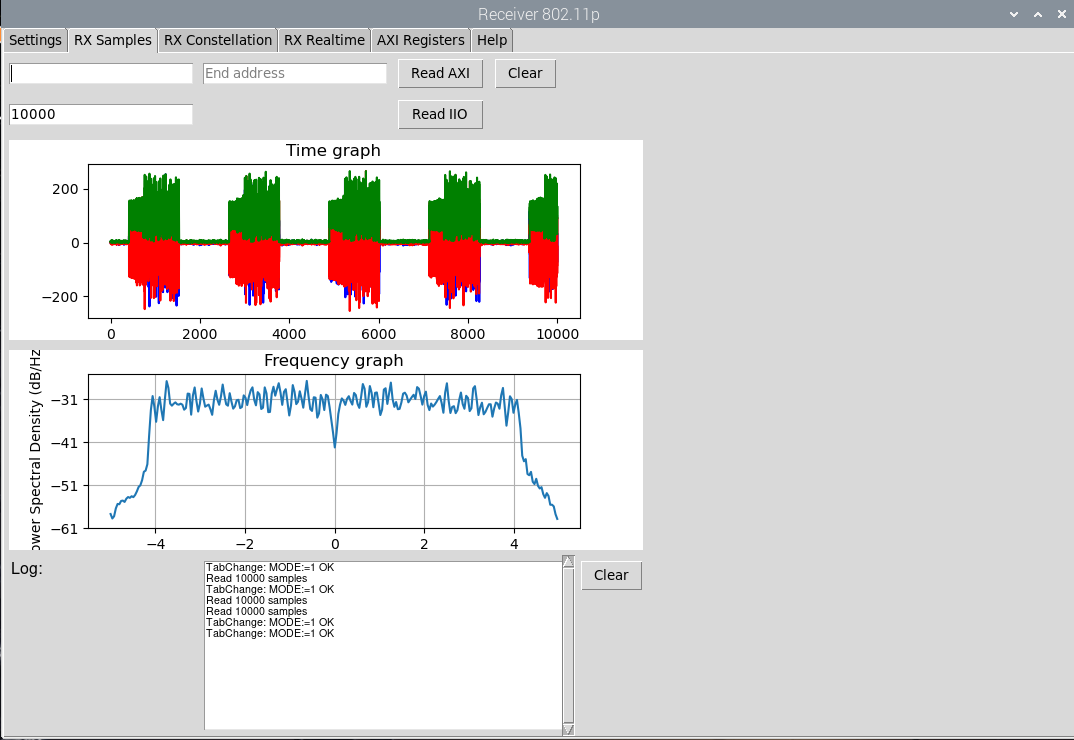 Receiver 802.11p
Settings RX Samples RX Constellation RX Realtime AXI Registers Help
End address Read AXI Clear
10000 Read IIO
Time graph
200
0
−200
0 2000 4000 6000 8000 10000
Frequency graph
ower Spectral Density (dB/Hz
−31
−41
−51
−61
−4 −2 0 2 4
Log:
TabChange: MODE:=1 OK
Read 10000 samples
TabChange: MODE:=1 OK
Read 10000 samples
Read 10000 samples
TabChange: MODE:=1 OK
TabChange: MODE:=1 OK
Clear